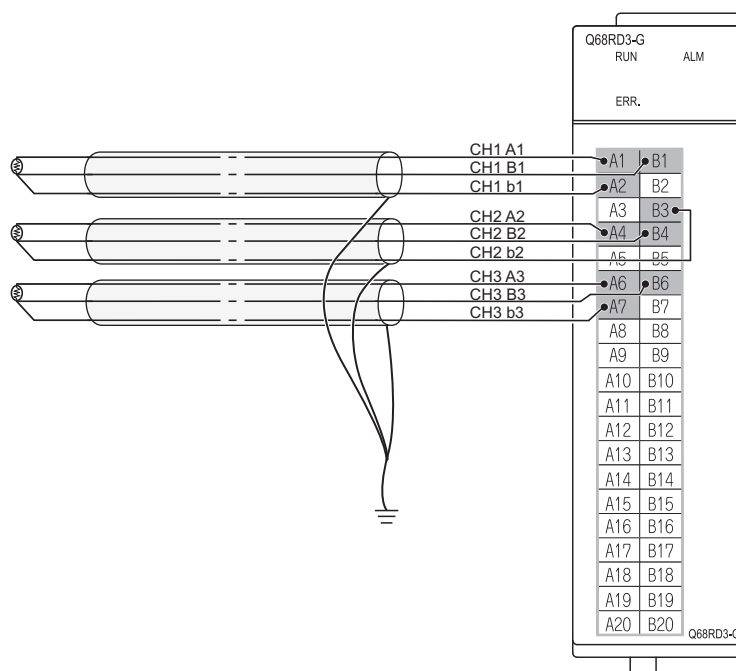 Q68RD3-G
RUN ALM
ERR.
CH1 A1
CH1 B1
CH1 b1
CH2 A2
CH2 B2
CH2 b2
CH3 A3
CH3 B3
CH3 b3
A1 B1
A2 B2
A3 B3
A4 B4
A5 B5
A6 B6
A7 B7
A8 B8
A9 B9
A10 B10
A11 B11
A12 B12
A13 B13
A14 B14
A15 B15
A16 B16
A17 B17
A18 B18
A19 B19
A20 B20
Q68RD3-G